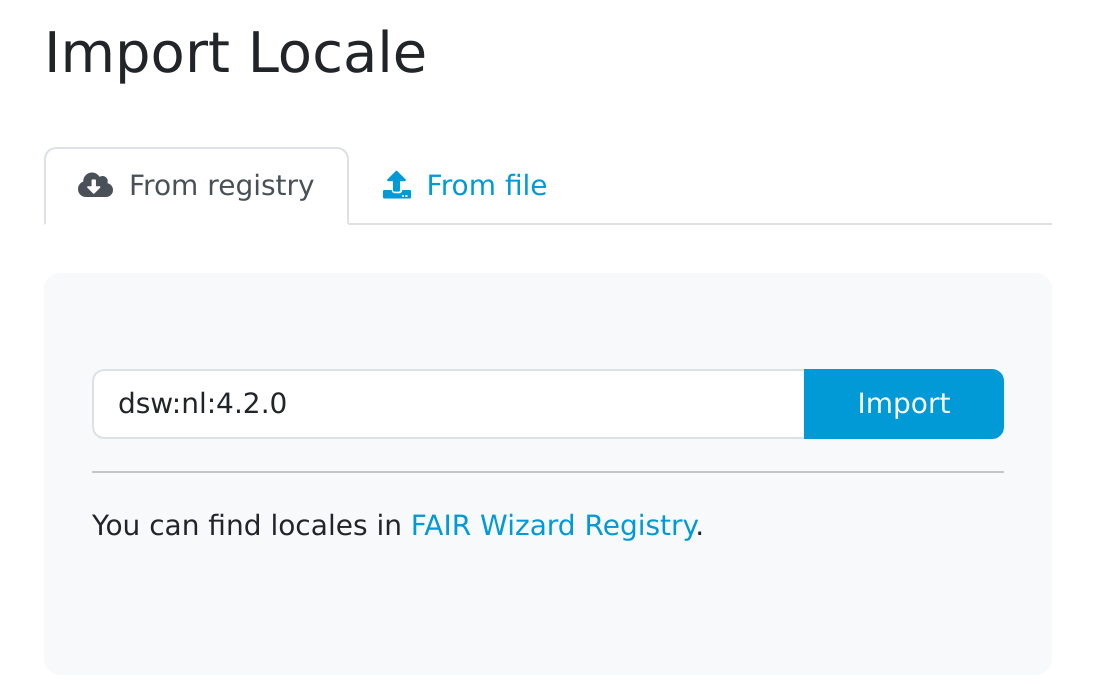 Import Locale
From registry
From file
dsw:nl:4.2.0
Import
You can find locales in FAIR Wizard Registry.